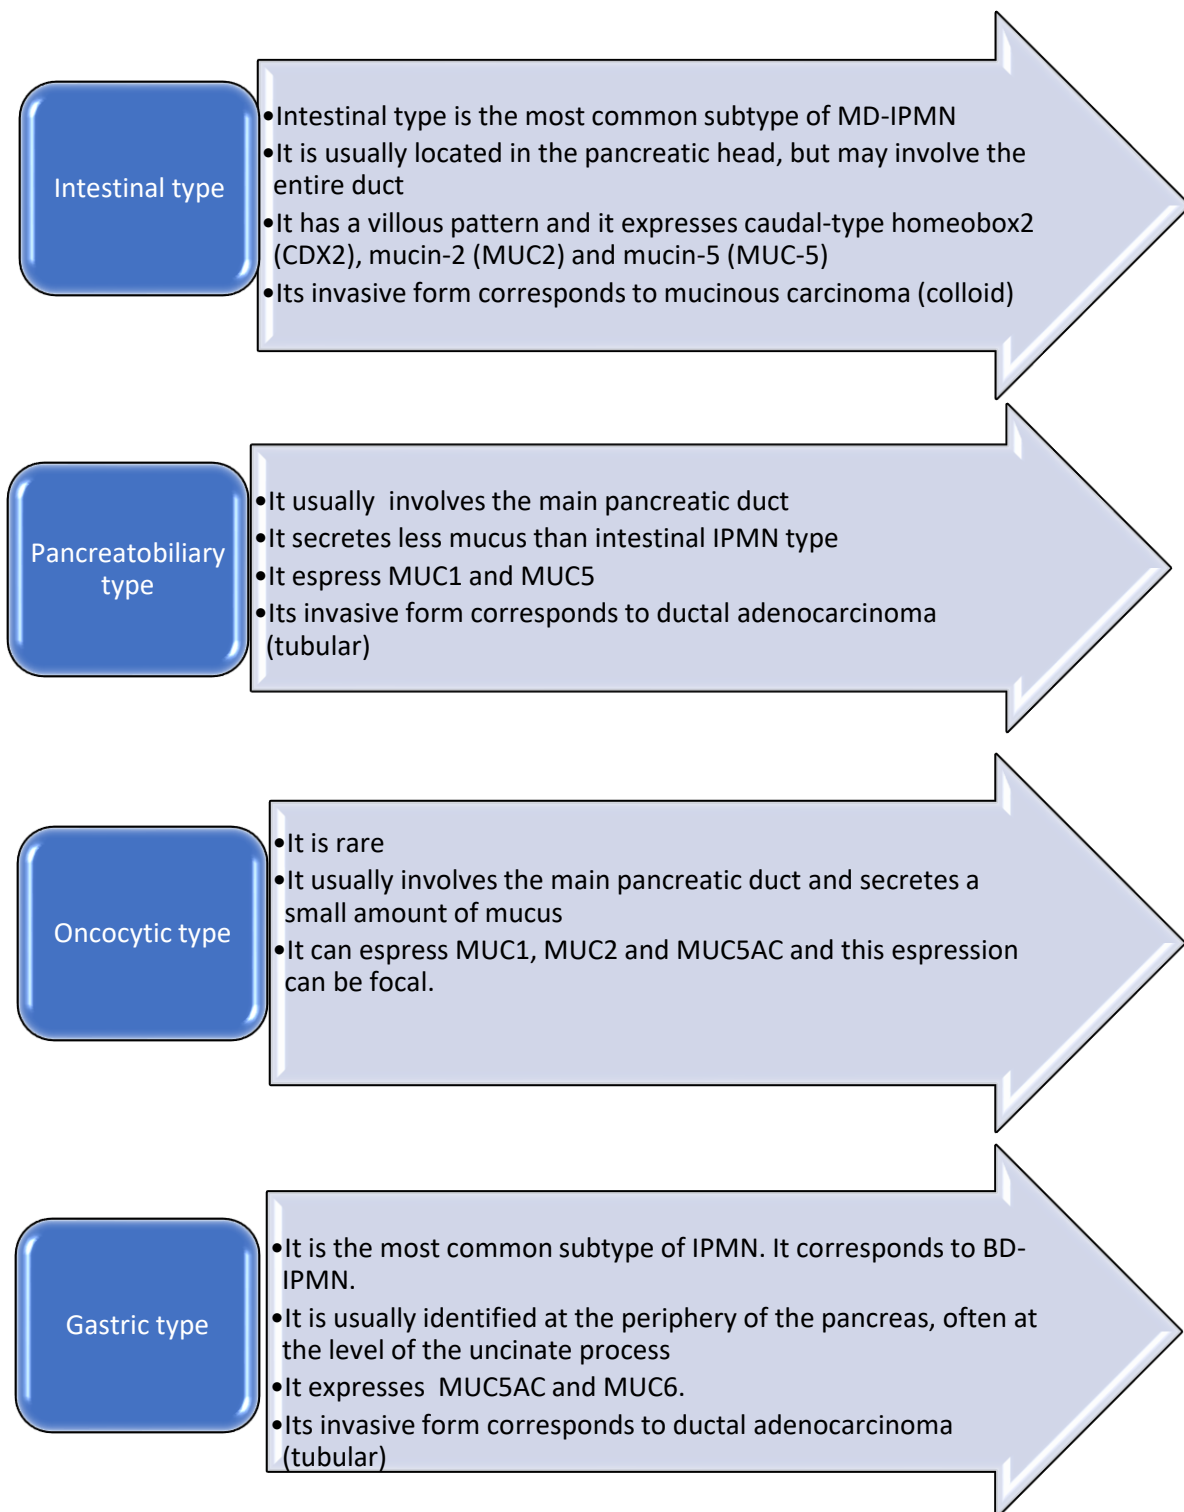 Intestinal type
•Intestinal type is the most common subtype of MD-IPMN
•It is usually located in the pancreatic head, but may involve the
entire duct
•It has a villous pattern and it expresses caudal-type homeobox2
(CDX2), mucin-2 (MUC2) and mucin-5 (MUC-5)
•Its invasive form corresponds to mucinous carcinoma (colloid)
Pancreatobiliary
type
•It usually  involves the main pancreatic duct
•It secretes less mucus than intestinal IPMN type
•It espress MUC1 and MUC5
•Its invasive form corresponds to ductal adenocarcinoma
(tubular)
Oncocytic type
•It is rare
•It usually involves the main pancreatic duct and secretes a
small amount of mucus
•It can espress MUC1, MUC2 and MUC5AC and this espression
can be focal.
Gastric type
•It is the most common subtype of IPMN. It corresponds to BD-
IPMN.
•It is usually identified at the periphery of the pancreas, often at
the level of the uncinate process
•It expresses  MUC5AC and MUC6.
•Its invasive form corresponds to ductal adenocarcinoma
(tubular)